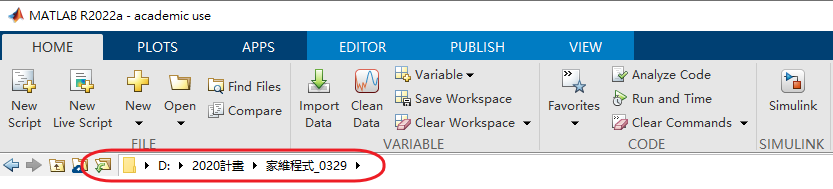 MATLAB R2022a - academic use
HOME PLOTS APPS EDITOR PUBLISH VIEW
New Script
New Live Script
New
Open
Find Files
Compare
FILE
Import Data
Clean Data
Variable
Save Workspace
Clear Workspace
VARIABLE
Favorites
Analyze Code
Run and Time
Clear Commands
CODE
Simulink
SIMULINK
D: 2020計畫 家維程式_0329